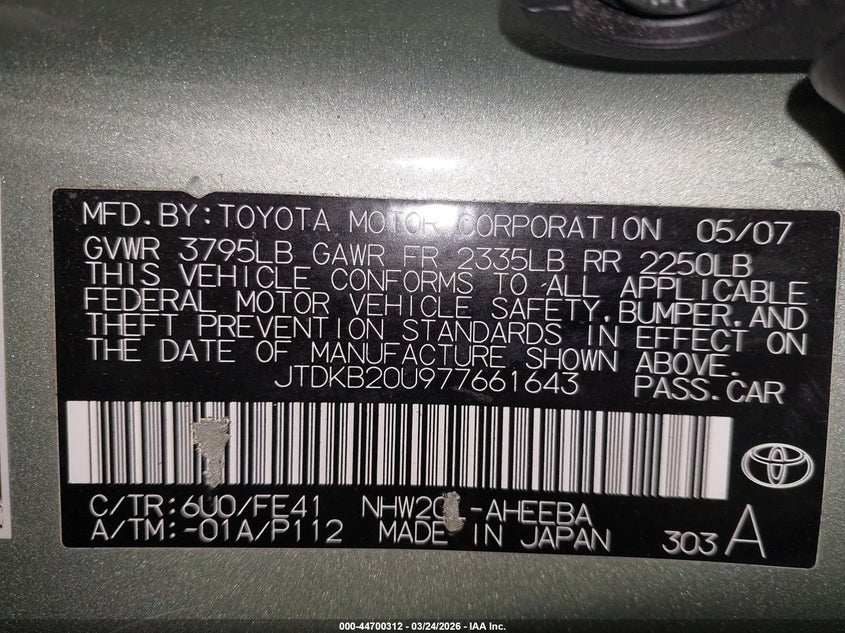 MFD. BY: TOYOTA MOTOR CORPORATION 05/07
GVWR 3795LB GAWR FR 2335LB RR 2250LB
THIS VEHICLE CONFORMS TO ALL APPLICABLE
FEDERAL MOTOR VEHICLE SAFETY, BUMPER, AND
THEFT PREVENTION STANDARDS IN EFFECT ON
THE DATE OF MANUFACTURE SHOWN ABOVE.
JTDKB20U977661643 PASS. CAR
C/TR: 6U0/FE41 NHW20L-AHEEBA
A/TM: -01A/P112 MADE IN JAPAN 303 A
000-44700312 - 03/24/2026 - IAA Inc.